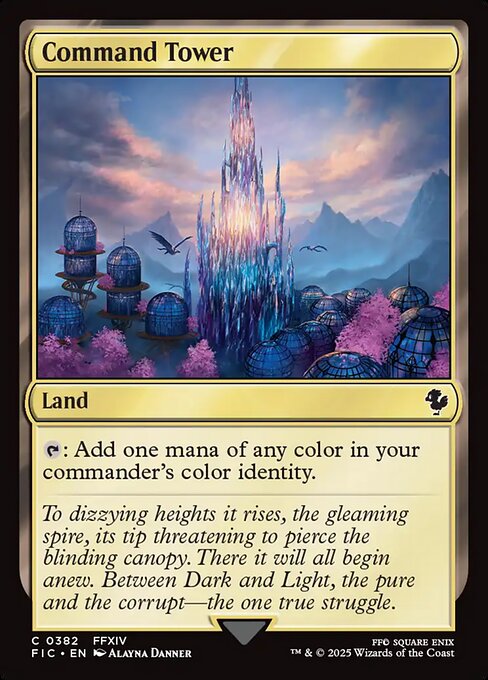 Command Tower
Land
: Add one mana of any color in your
commander's color identity.
To dizzying heights it rises, the gleaming
spire, its tip threatening to pierce the
blinding canopy. There it will all begin
anew. Between Dark and Light, the pure
and the corrupt—the one true struggle.
C 0382 FFXIV
FIC • EN Alayna Danner
FF© SQUARE ENIX
™ & © 2025 Wizards of the Coast